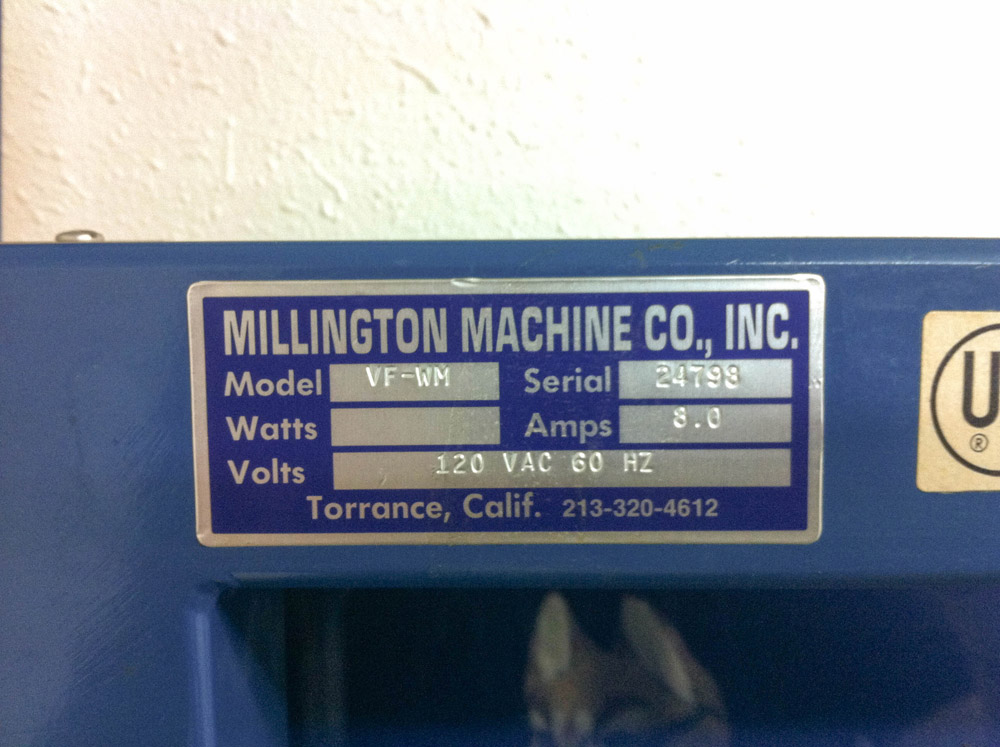 MILLINGTON MACHINE CO., INC.
Model VF-WM Serial 24798
Watts Amps 8.0
Volts 120 VAC 60 HZ
Torrance, Calif. 213-320-4612
U
®